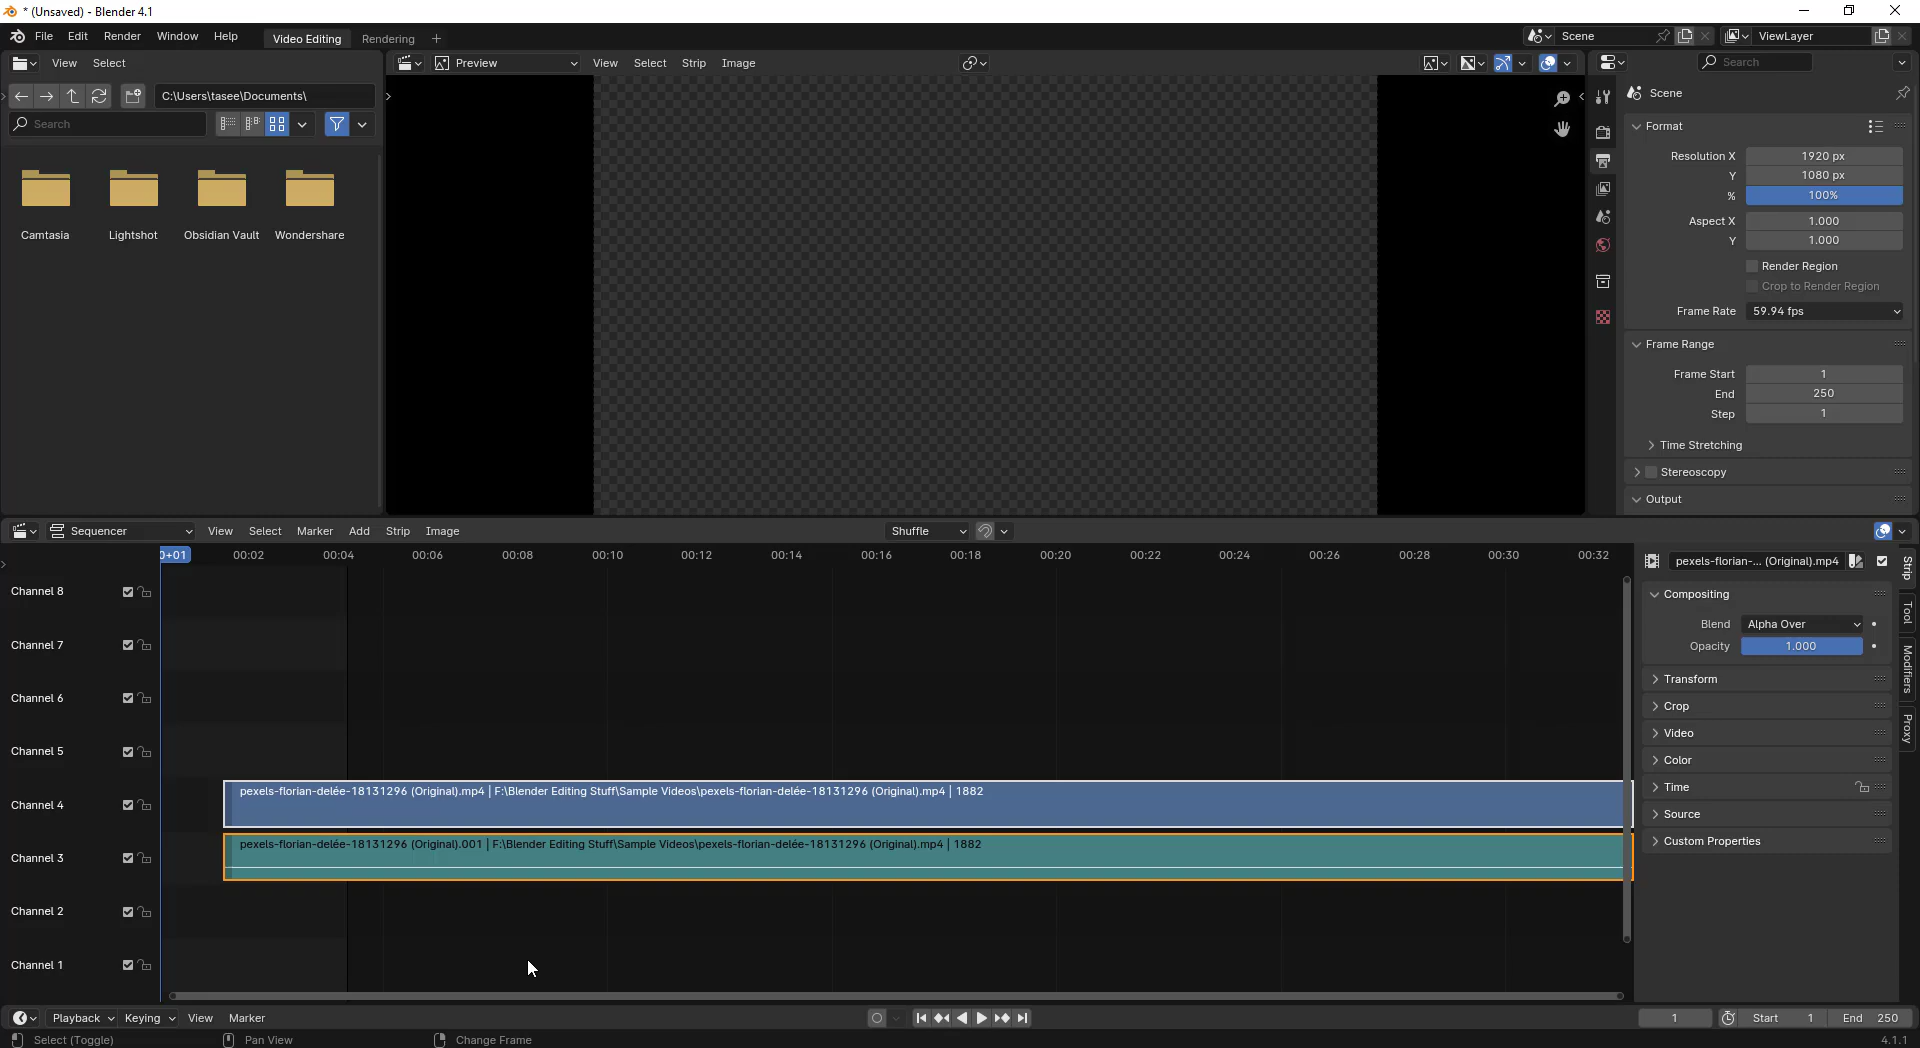 * (Unsaved) - Blender 4.1
File Edit Render Window Help Video Editing Rendering + Scene ViewLayer
View Select Preview View Select Strip Image Search
C:\Users\tasee\Documents\ Scene
Search Format
Resolution X 1920 px
Y 1080 px
% 100%
Camtasia Lightshot Obsidian Vault Wondershare
Aspect X 1.000
Y 1.000
Render Region
Crop to Render Region
Frame Rate 59.94 fps
Frame Range
Frame Start 1
End 250
Step 1
Time Stretching
Stereoscopy
Output
Sequencer View Select Marker Add Strip Image Shuffle
0+01 00:02 00:04 00:06 00:08 00:10 00:12 00:14 00:16 00:18 00:20 00:22 00:24 00:26 00:28 00:30 00:32
Channel 8
Channel 7
Channel 6
Channel 5
Channel 4
Channel 3
Channel 2
Channel 1
pexels-florian-delée-18131296 (Original).mp4 | F:\Blender Editing Stuff\Sample Videos\pexels-florian-delée-18131296 (Original).mp4 | 1882
pexels-florian-delée-18131296 (Original).001 | F:\Blender Editing Stuff\Sample Videos\pexels-florian-delée-18131296 (Original).mp4 | 1882
pexels-florian-... (Original).mp4
Compositing
Blend Alpha Over
Opacity 1.000
Transform
Crop
Video
Color
Time
Source
Custom Properties
Strip
Tool
Modifiers
Proxy
Playback Keying View Marker 1 Start 1 End 250
Select (Toggle) Pan View Change Frame 4.1.1